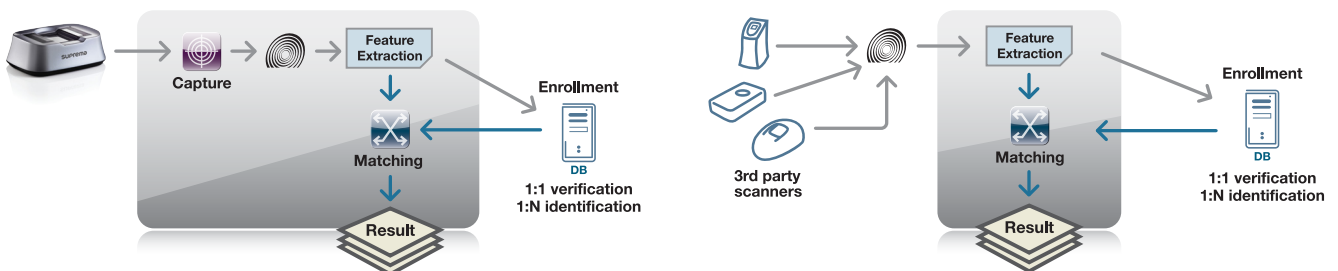 suprema
Capture
Feature
Extraction
Enrollment
Matching
DB
1:1 verification
1:N identification
Result
3rd party
scanners
Feature
Extraction
Enrollment
Matching
DB
1:1 verification
1:N identification
Result